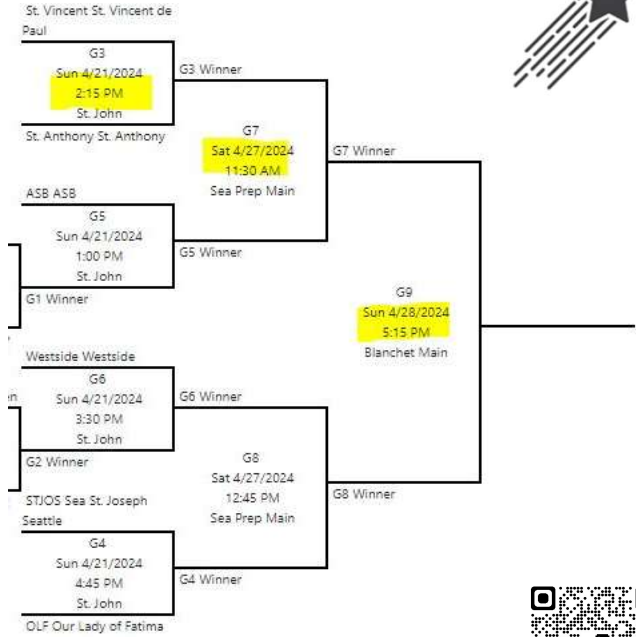 St. Vincent St. Vincent de
Paul
G3
Sun 4/21/2024
2:15 PM
St. John
St. Anthony St. Anthony
G3 Winner
G7
Sat 4/27/2024
11:30 AM
Sea Prep Main
G7 Winner
ASB ASB
G5
Sun 4/21/2024
1:00 PM
St. John
G1 Winner
G5 Winner
G9
Sun 4/28/2024
5:15 PM
Blanchet Main
Westside Westside
G6
Sun 4/21/2024
3:30 PM
St. John
G2 Winner
G6 Winner
G8
Sat 4/27/2024
12:45 PM
Sea Prep Main
G8 Winner
STJOS Sea St. Joseph
Seattle
G4
Sun 4/21/2024
4:45 PM
St. John
OLF Our Lady of Fatima
G4 Winner